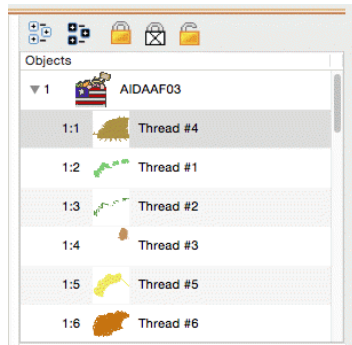 Objects
1 AIDAAF03
1:1 Thread #4
1:2 Thread #1
1:3 Thread #2
1:4 Thread #3
1:5 Thread #5
1:6 Thread #6